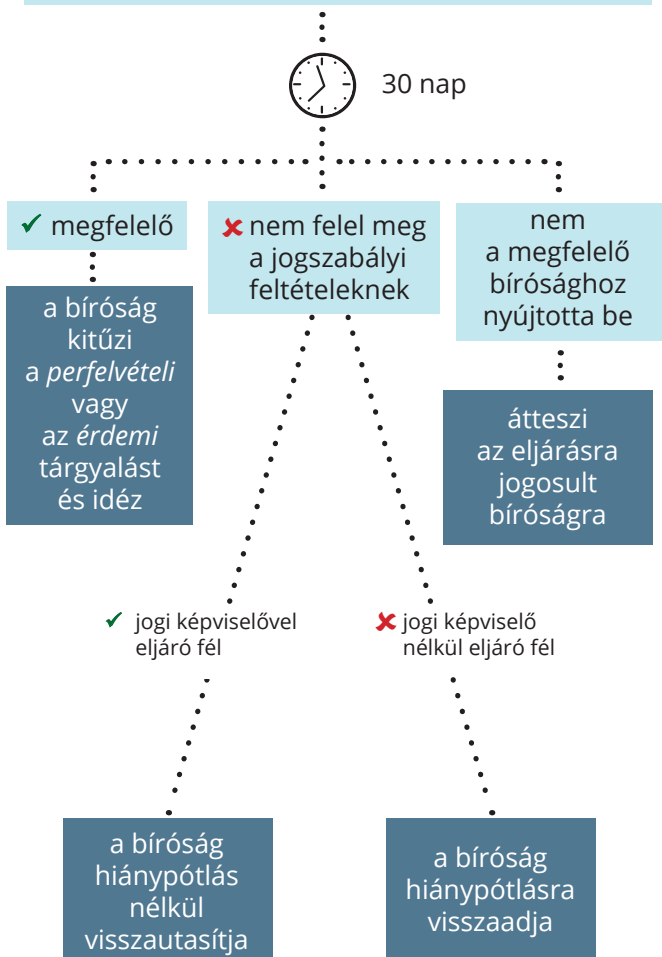 30 nap
megfelelő
a bíróság
kitűzi
a perfelvételi
vagy
az érdemi
tárgyalást
és idéz
nem felel meg
a jogszabályi
feltételeknek
nem
a megfelelő
bírósághoz
nyújtotta be
átteszi
az eljárásra
jogosult
bíróságra
jogi képviselővel
eljáró fél
jogi képviselő
nélkül eljáró fél
a bíróság
hiánypótlás
nélkül
visszautasítja
a bíróság
hiánypótlásra
visszaadja